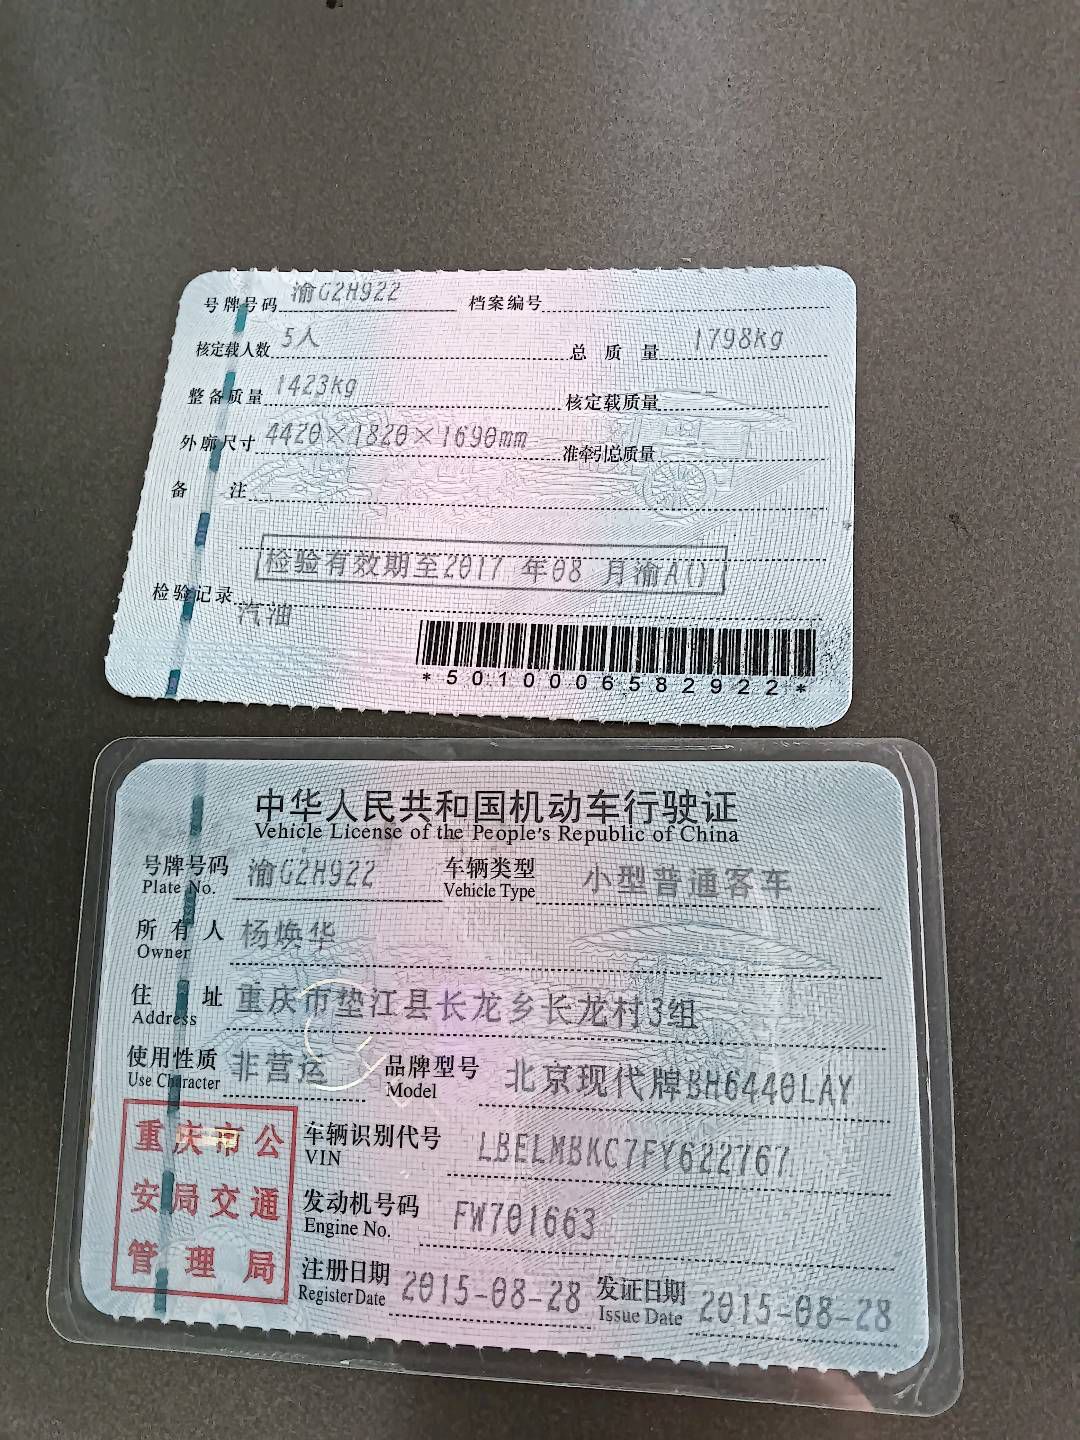 号牌号码 渝G2H922 档案编号
核定载人数 5人 总 质 量 1798kg
整备质量 1423kg 核定载质量
外廓尺寸 4420×1820×1690mm 准牵引总质量
备 注
检验有效期至2017 年08 月渝A()
检验记录
汽油
*5010006582922*
中华人民共和国机动车行驶证
Vehicle License of the People's Republic of China
号牌号码 渝G2H922 车辆类型 小型普通客车
Plate No. Vehicle Type
所 有 人 杨焕华
Owner
住 址 重庆市垫江县长龙乡长龙村3组
Address
使用性质 非营运 品牌型号 北京现代牌BH6440LAY
Use Character Model
重庆市公
安局交通
管理局
车辆识别代号 LBELMBKC7FY622767
VIN
发动机号码 FW701663
Engine No.
注册日期 2015-08-28 发证日期 2015-08-28
Register Date Issue Date